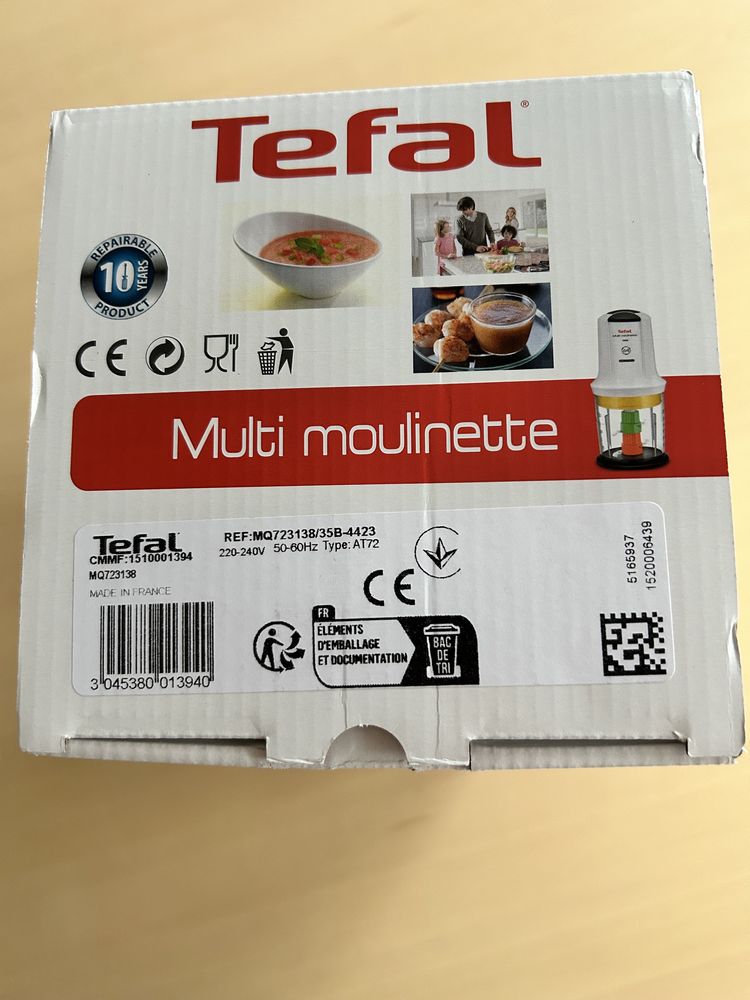 Tefal®
REPAIRABLE
10 YEARS
PRODUCT
CE
Tefal
Multi moulinette
Tefal
CMMF:1510001394
MQ723138
MADE IN FRANCE
3 045380 013940
REF:MQ723138/35B-4423
220-240V 50-60Hz Type: AT72
CE
FR
ÉLÉMENTS
D'EMBALLAGE
ET DOCUMENTATION
BAC
DE
TRI
5165937
1520006439